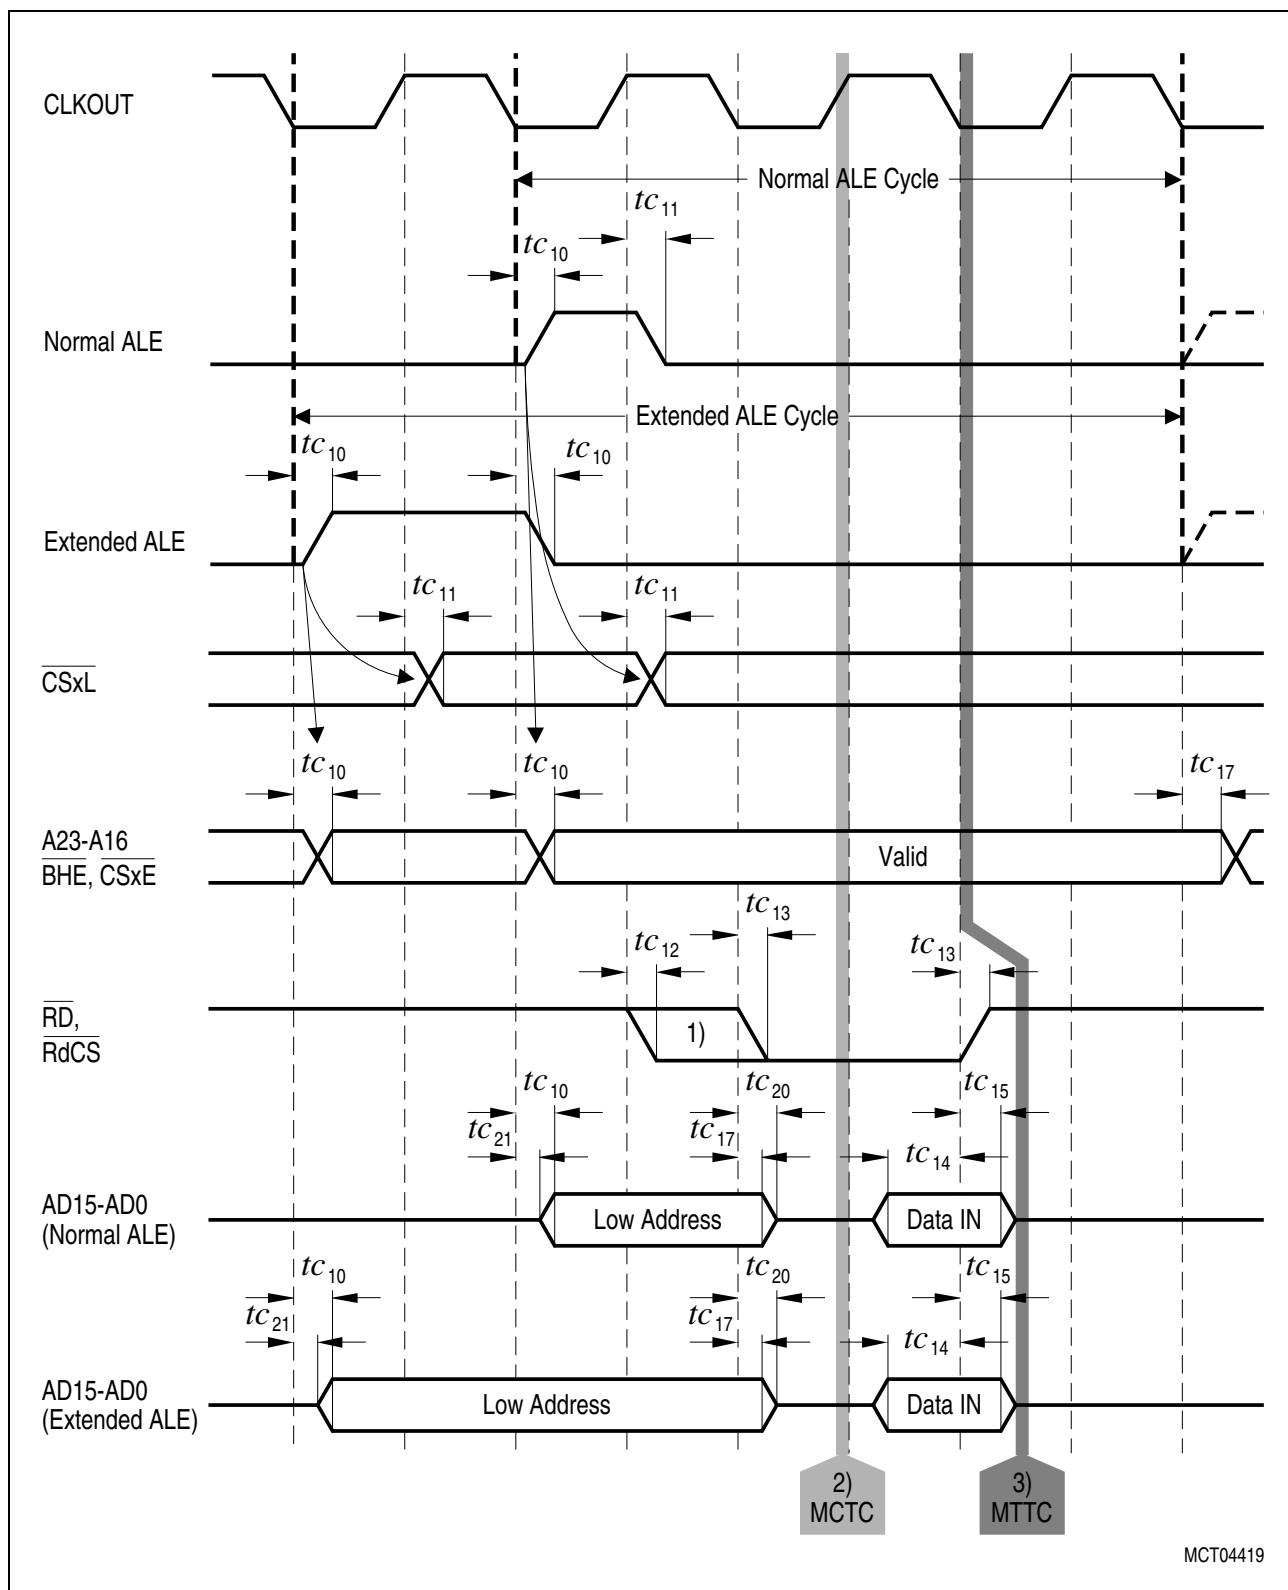 CLKOUT
Normal ALE Cycle
tc11
tc10
Normal ALE
Extended ALE Cycle
tc10
tc10
Extended ALE
tc11
tc11
CSxL
tc10
tc10
tc17
A23-A16
BHE, CSxE
Valid
tc13
tc12
tc13
RD,
RdCS
1)
tc10
tc20
tc15
tc21
tc17
tc14
AD15-AD0
(Normal ALE)
Low Address
Data IN
tc10
tc20
tc15
tc21
tc17
tc14
AD15-AD0
(Extended ALE)
Low Address
Data IN
2)
MCTC
3)
MTTC
MCT04419